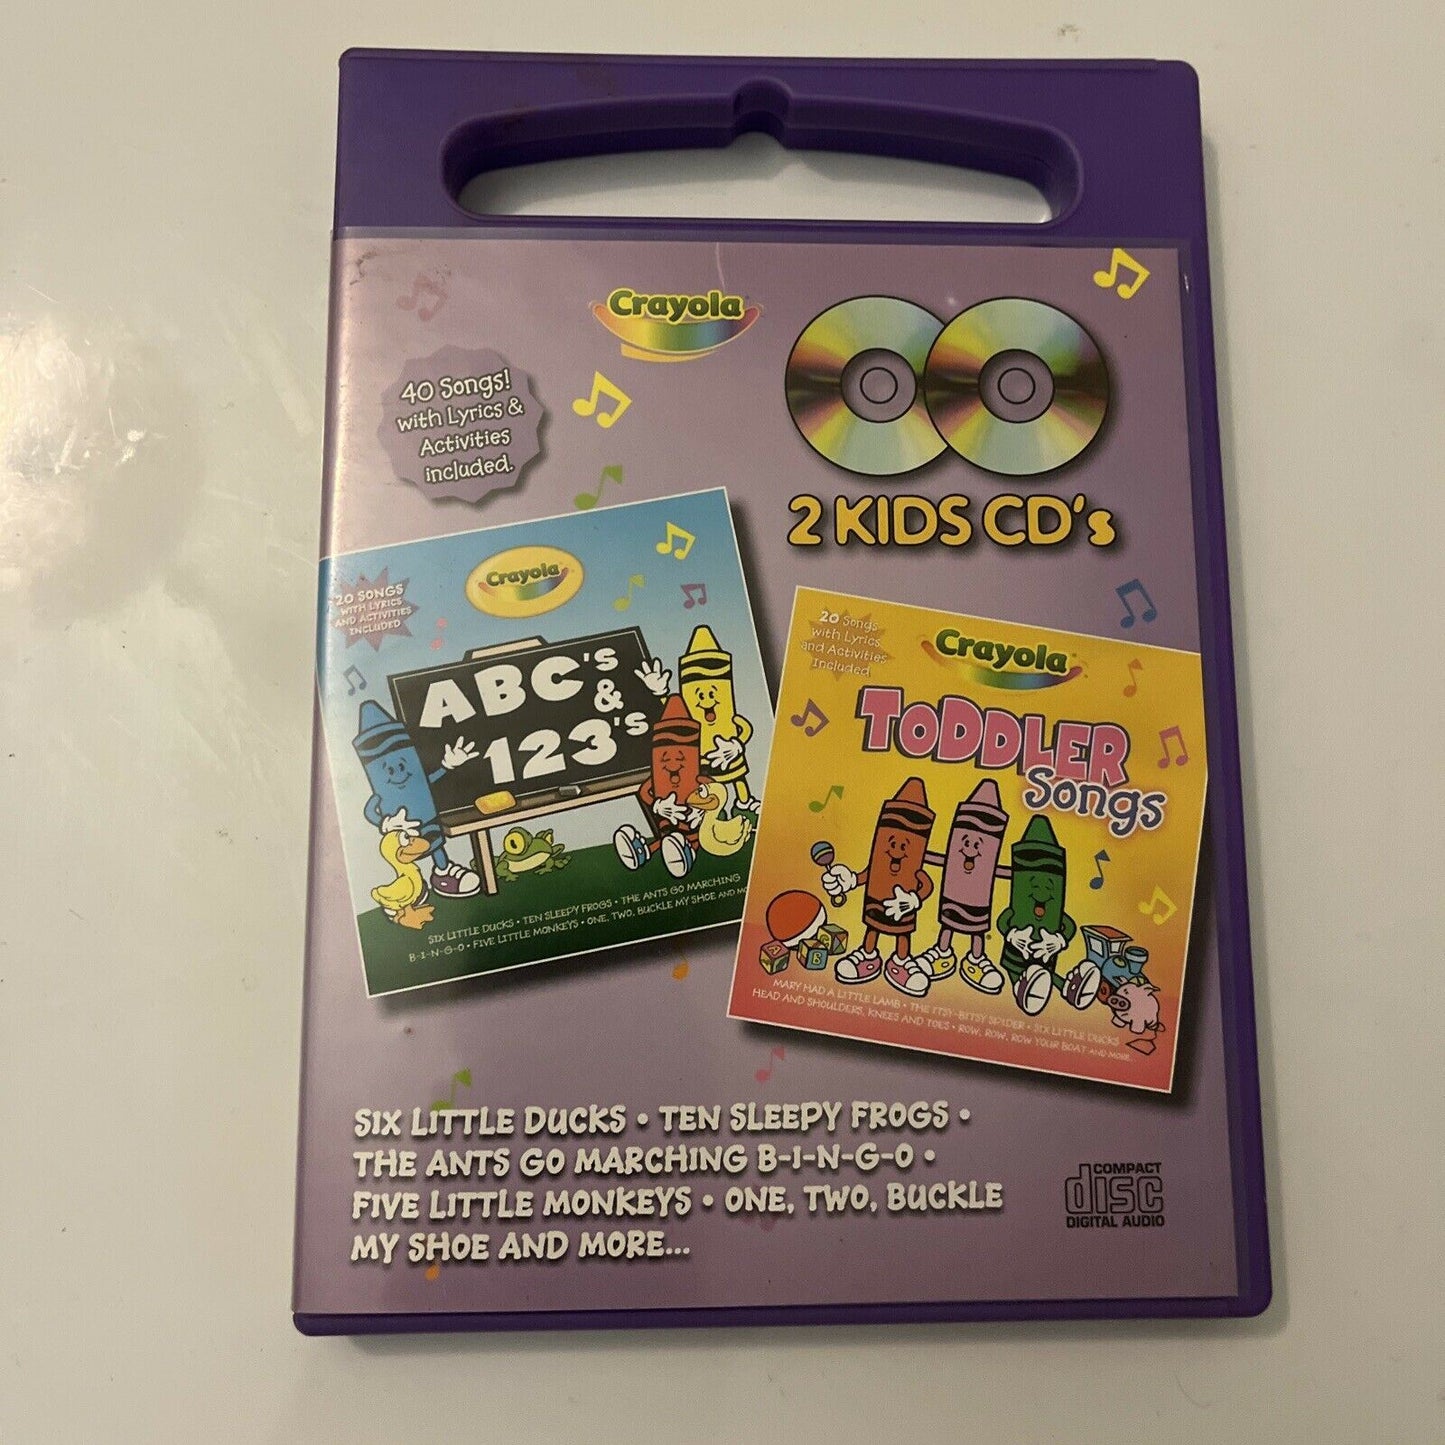 Crayola
40 Songs!
with Lyrics &
Activities
included.
2 KIDS CD's
20 SONGS
WITH LYRICS
AND ACTIVITIES
INCLUDED
Crayola
ABC's
&
123's
SIX LITTLE DUCKS • TEN SLEEPY FROGS • THE ANTS GO MARCHING
B-I-N-G-O • FIVE LITTLE MONKEYS • ONE, TWO, BUCKLE MY SHOE AND MO
20 Songs
with Lyrics
and Activities
Included
Crayola
TODDLER
Songs
MARY HAD A LITTLE LAMB • THE ITSY-BITSY SPIDER • SIX LITTLE DUCKS
HEAD AND SHOULDERS, KNEES AND TOES • ROW, ROW, ROW YOUR BOAT AND MORE...
SIX LITTLE DUCKS • TEN SLEEPY FROGS •
THE ANTS GO MARCHING B-I-N-G-O •
FIVE LITTLE MONKEYS • ONE, TWO, BUCKLE
MY SHOE AND MORE...
COMPACT
disc
DIGITAL AUDIO